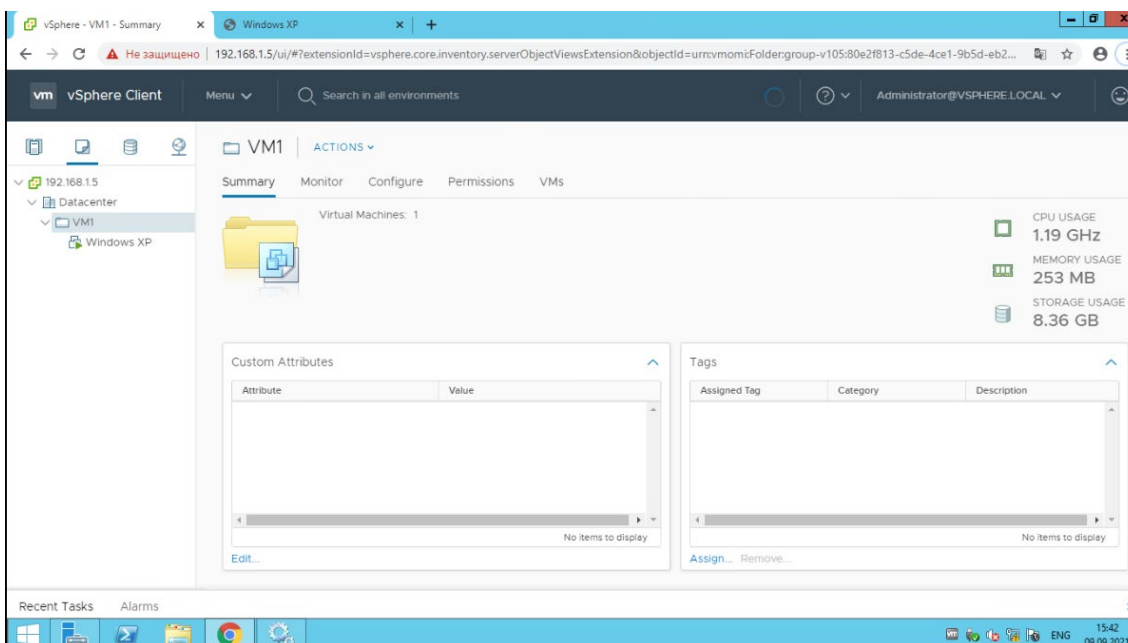 vSphere - VM1 - Summary
Windows XP
Не защищено 192.168.1.5/ui/#?extensionId=vsphere.core.inventory.serverObjectViewsExtension&objectId=urn:vmomi:Folder:group-v105:80e2f813-c5de-4ce1-9b5d-eb2...
vm vSphere Client Menu Search in all environments Administrator@VSPHERE.LOCAL
VM1 ACTIONS
192.168.1.5
Datacenter
VM1
Windows XP
Summary Monitor Configure Permissions VMs
Virtual Machines: 1
CPU USAGE
1.19 GHz
MEMORY USAGE
253 MB
STORAGE USAGE
8.36 GB
Custom Attributes
Attribute Value
No items to display
Edit...
Tags
Assigned Tag Category Description
No items to display
Assign... Remove...
Recent Tasks Alarms
ENG
15:42